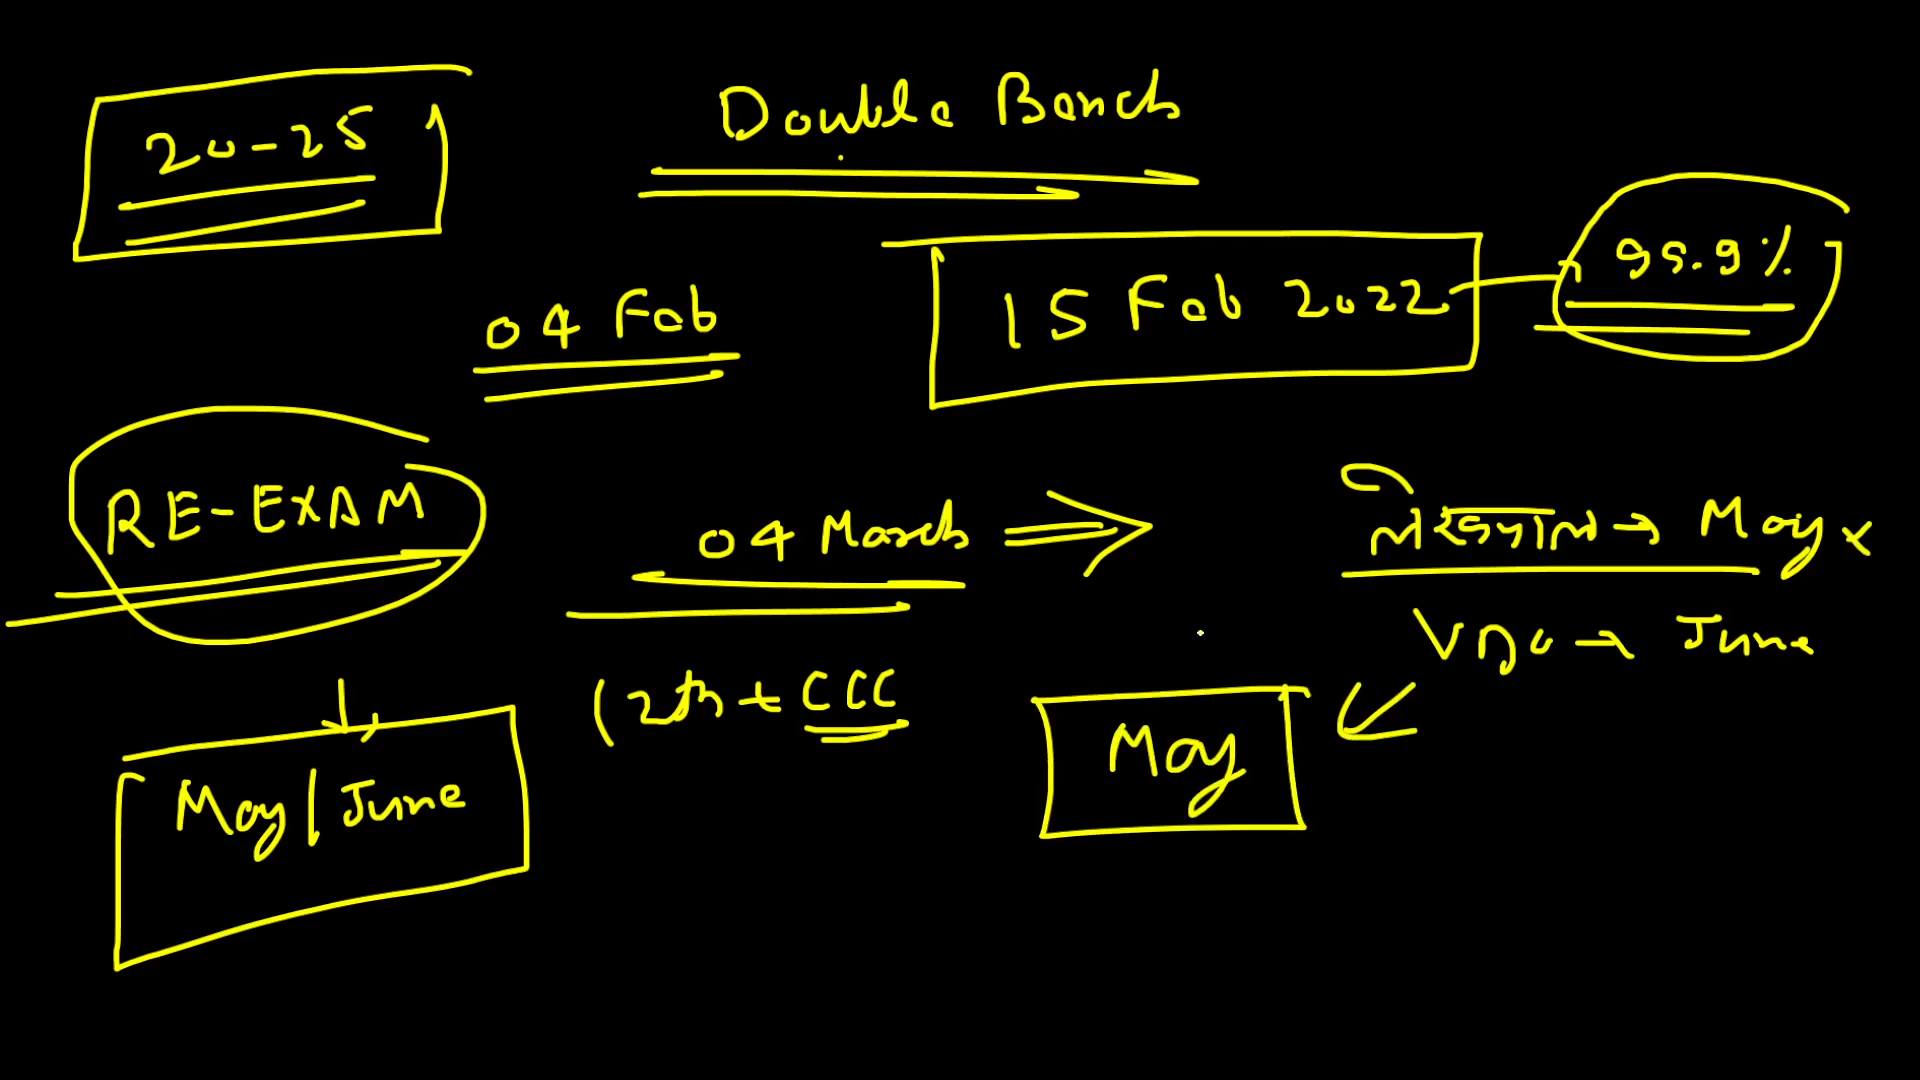 20-25
Double Bench
15 Feb 2022
99.9%
04 Feb
RE-EXAM
04 March ⇒
लेखपाल → May x
VDO → June
12th + CCC
May
May | June